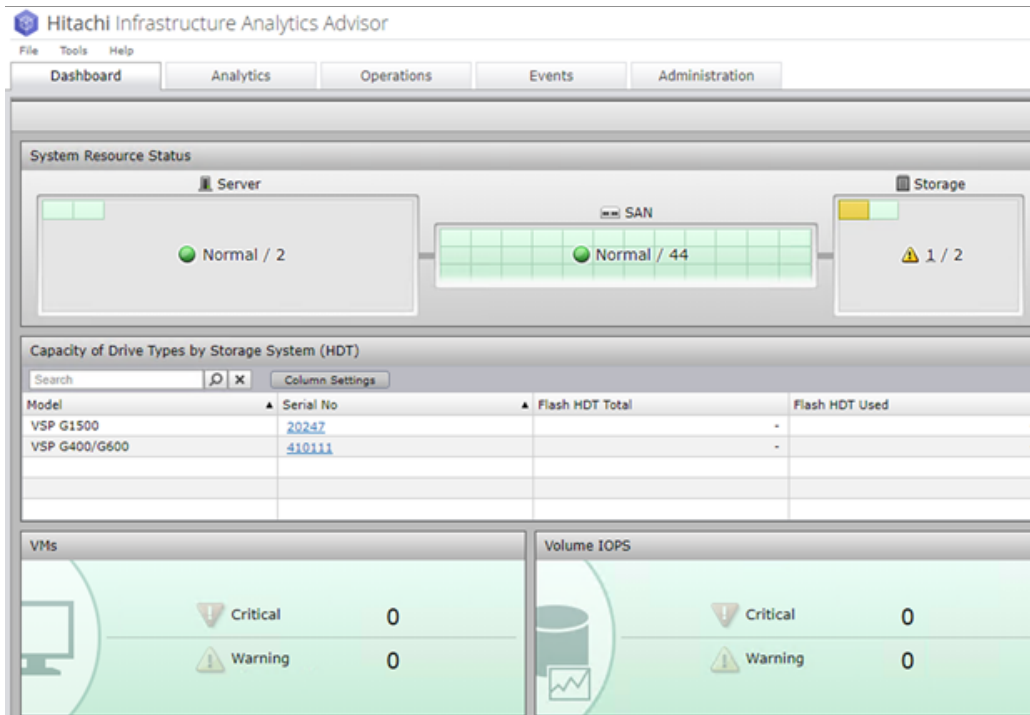 Hitachi Infrastructure Analytics Advisor
File Tools Help
Dashboard Analytics Operations Events Administration
System Resource Status
Server
SAN
Storage
Normal / 2
Normal / 44
1 / 2
Capacity of Drive Types by Storage System (HDT)
Search Column Settings
Model Serial No Flash HDT Total Flash HDT Used
VSP G1500 20247 -
VSP G400/G600 410111 -
VMs
Critical 0
Warning 0
Volume IOPS
Critical 0
Warning 0